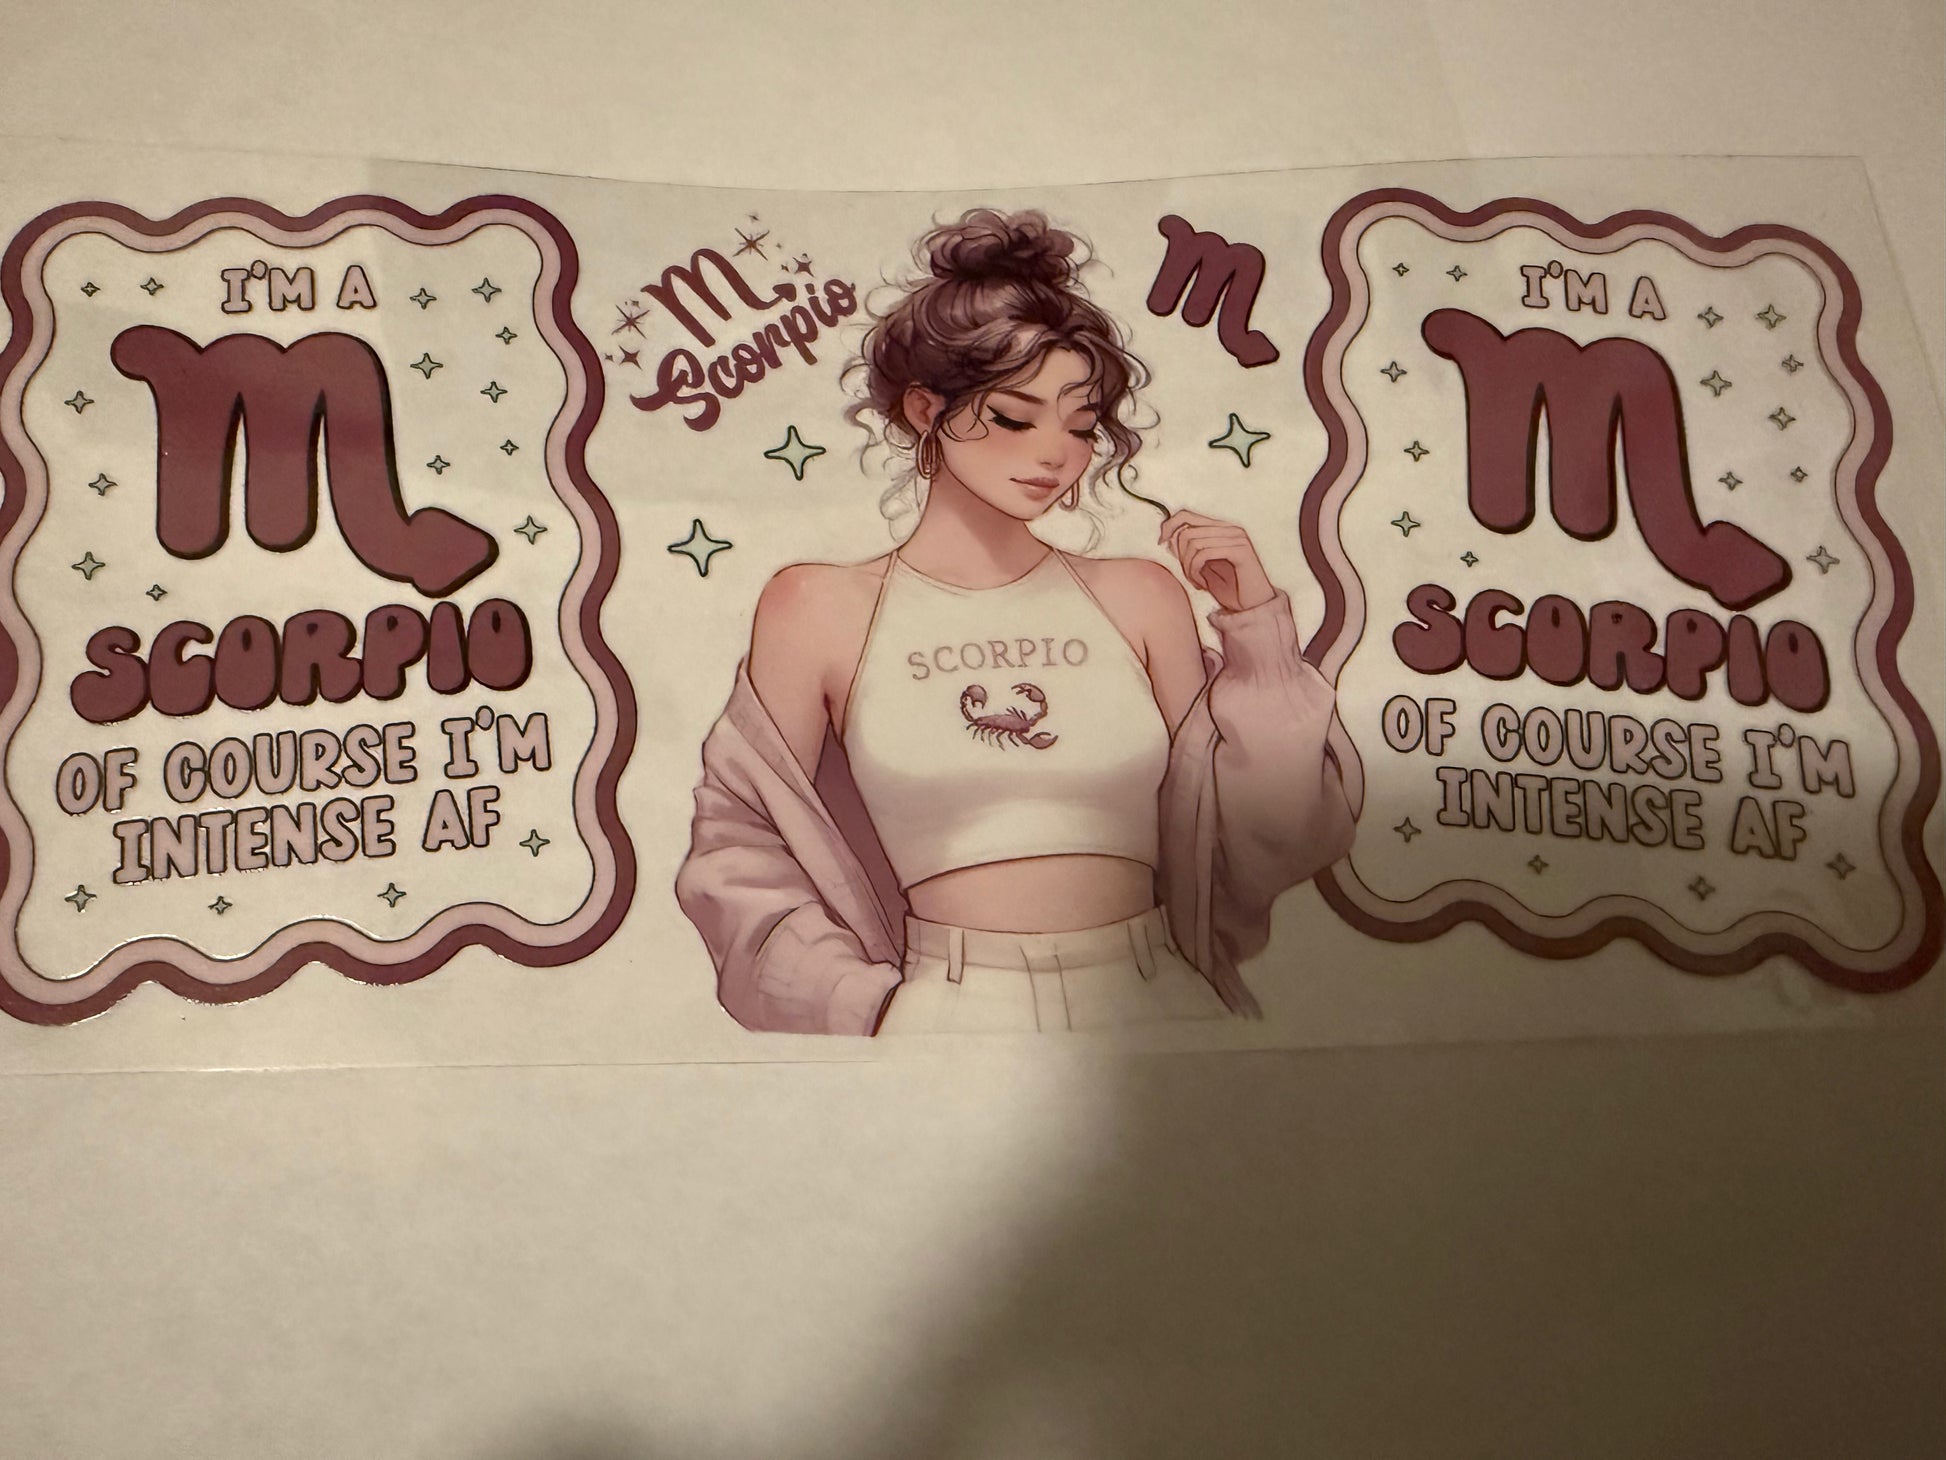 I'M A
SCORPIO
OF COURSE I'M
INTENSE AF
Scorpio
SCORPIO
I'M A
SCORPIO
OF COURSE I'M
INTENSE AF